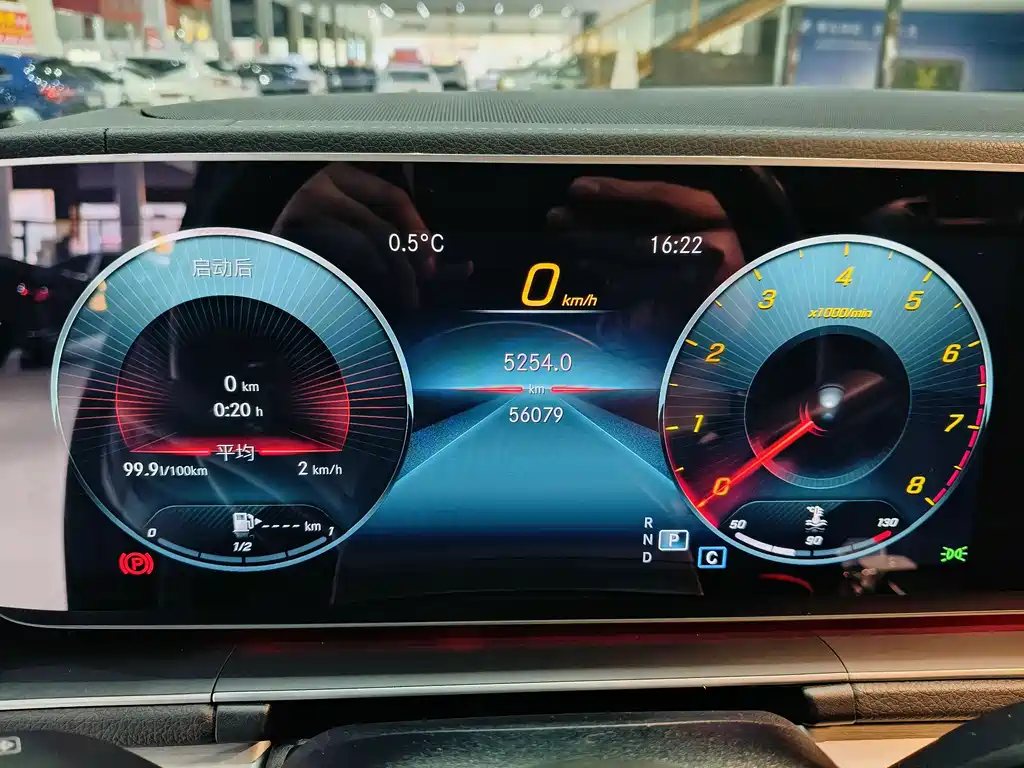 0.5°C
16:22
启动后
0 km/h
0 km
0:20 h
平均
99.9l/100km
2 km/h
0
1/2
1
---- km
P
5254.0
km
56079
R
N
P
D
C
0
1
2
3
4
5
6
7
8
x1000/min
50
90
130